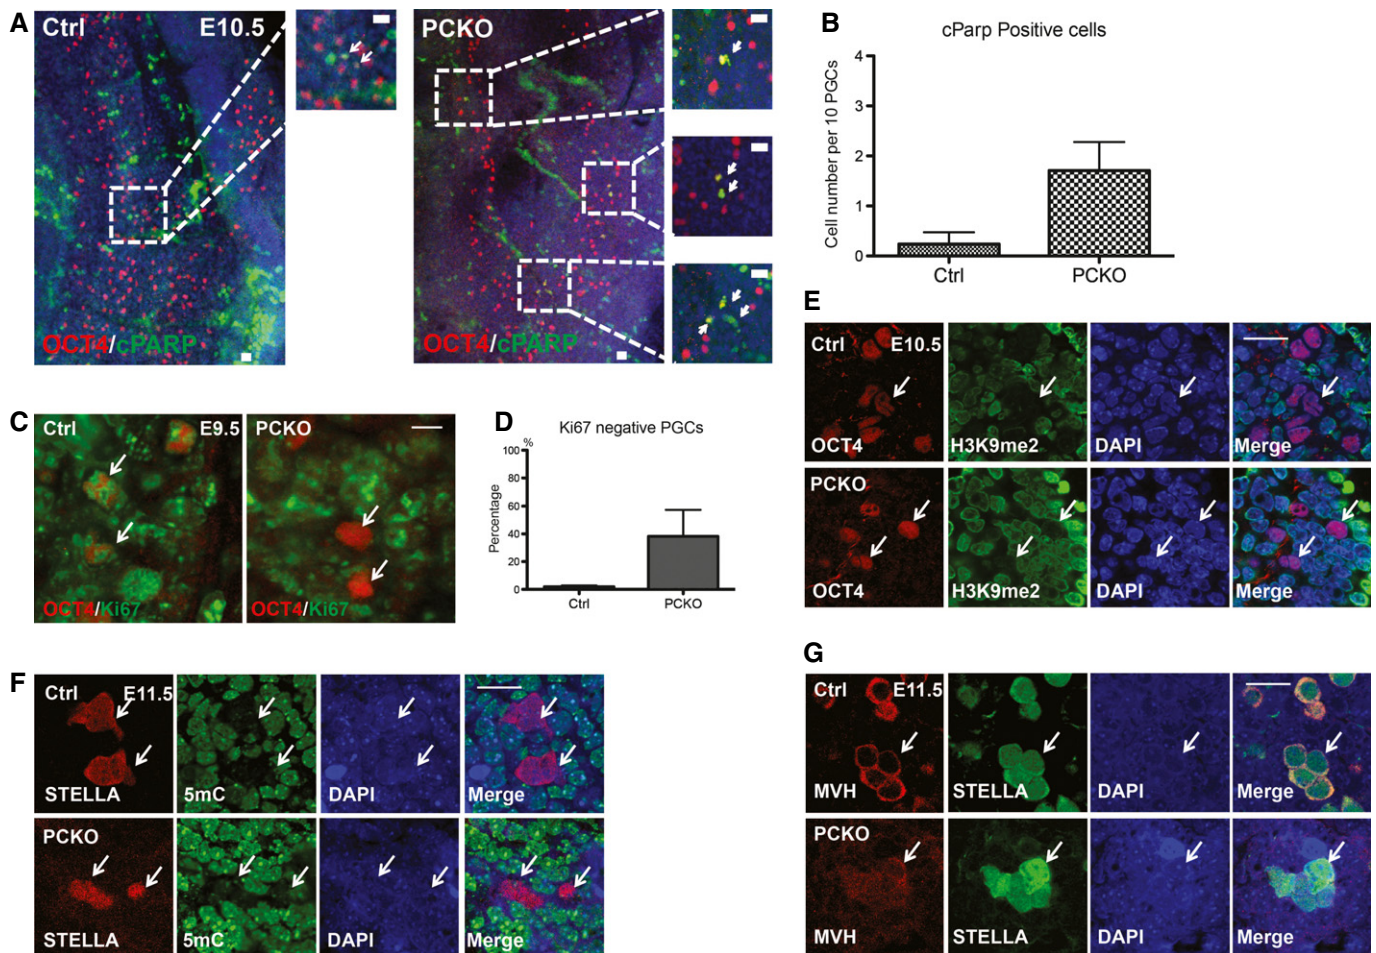 A
Ctrl E10.5
OCT4/cPARP
PCKO
OCT4/cPARP
B
cParp Positive cells
Cell number per 10 PGCs
4
3
2
1
0
Ctrl PCKO
C
Ctrl E9.5
OCT4/Ki67
PCKO
OCT4/Ki67
D
Ki67 negative PGCs
%
Percentage
100
80
60
40
20
0
Ctrl PCKO
E
Ctrl E10.5
OCT4 H3K9me2 DAPI Merge
PCKO
OCT4 H3K9me2 DAPI Merge
F
Ctrl E11.5
STELLA 5mC DAPI Merge
PCKO
STELLA 5mC DAPI Merge
G
Ctrl E11.5
MVH STELLA DAPI Merge
PCKO
MVH STELLA DAPI Merge